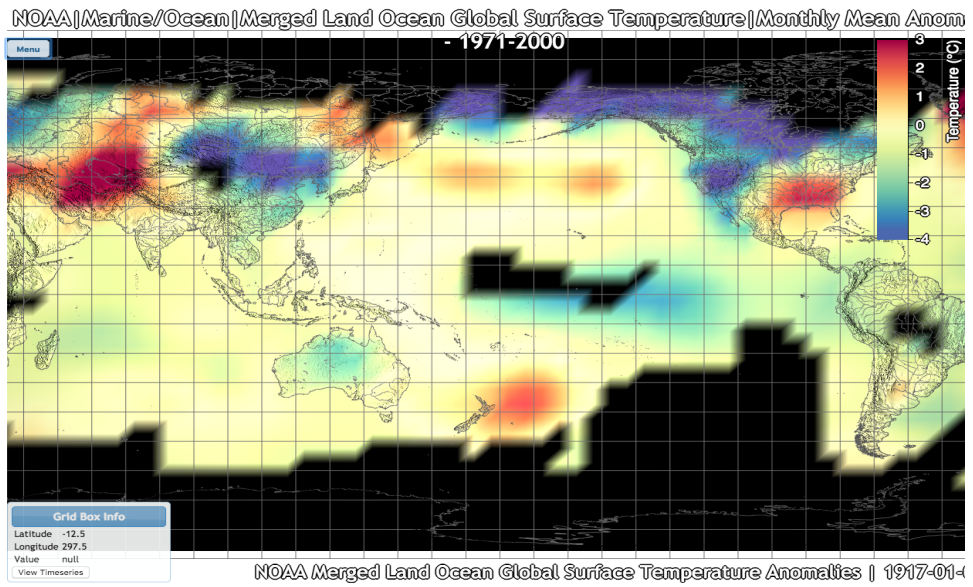 NOAA|Marine/Ocean|Merged Land Ocean Global Surface Temperature|Monthly Mean Anom
- 1971-2000
Menu
3
2
1
0
-1
-2
-3
-4
Temperature (°C)
Grid Box Info
Latitude -12.5
Longitude 297.5
Value null
View Timeseries
NOAA Merged Land Ocean Global Surface Temperature Anomalies | 1917-01-